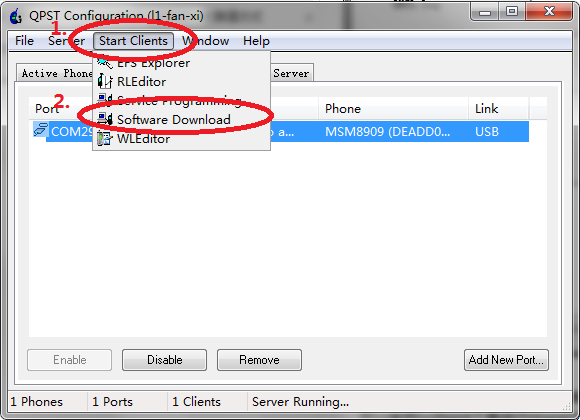 QPST Configuration (l1-fan-xi)
1.
File Server Start Clients Window Help
EFS Explorer
Active Phone Server
RLEditor
2. Service Programming
Port Phone Link
Software Download
COM29 a... MSM8909 (DEADD0... USB
WLEditor
Enable Disable Remove Add New Port...
1 Phones 1 Ports 1 Clients Server Running...